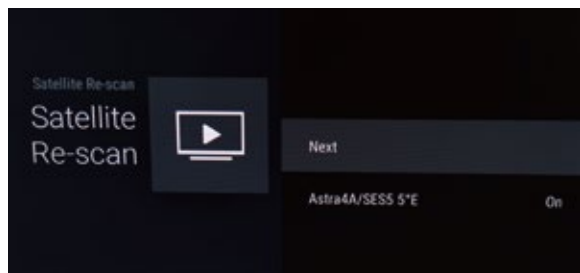 Satellite Re-scan
Satellite
Re-scan
Next
Astra4A/SES5 5°E On